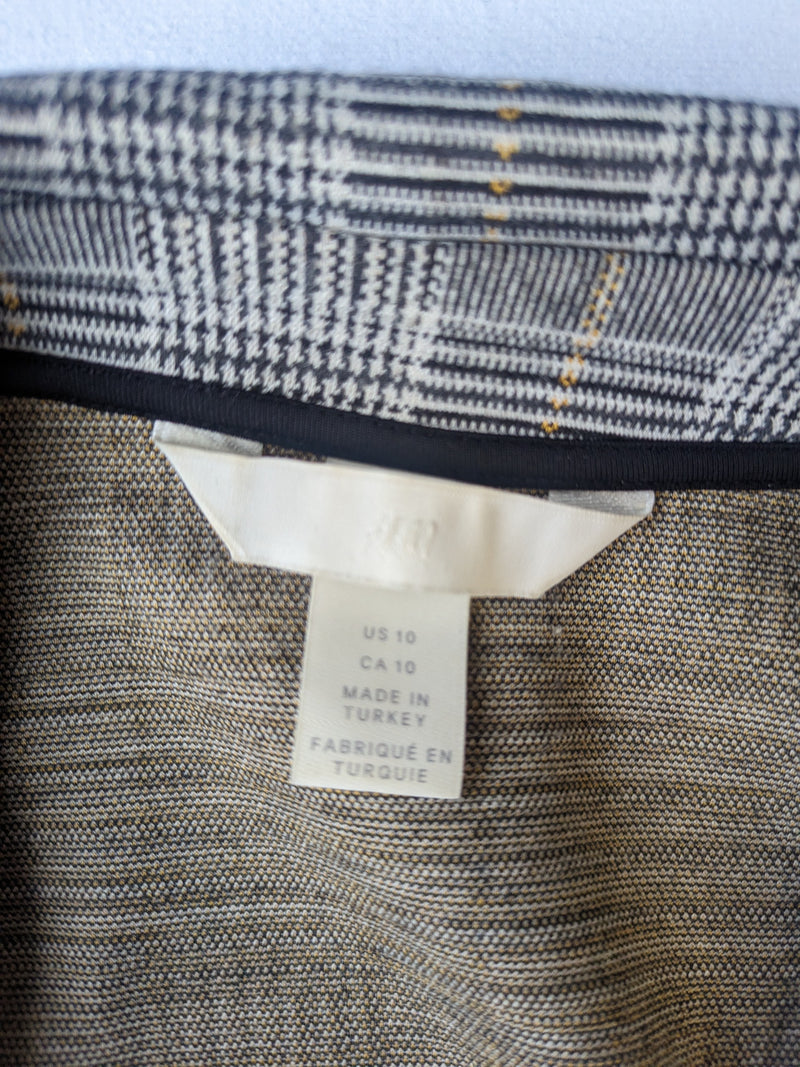 H&M
US 10
CA 10
MADE IN
TURKEY
FABRIQUÉ EN
TURQUIE